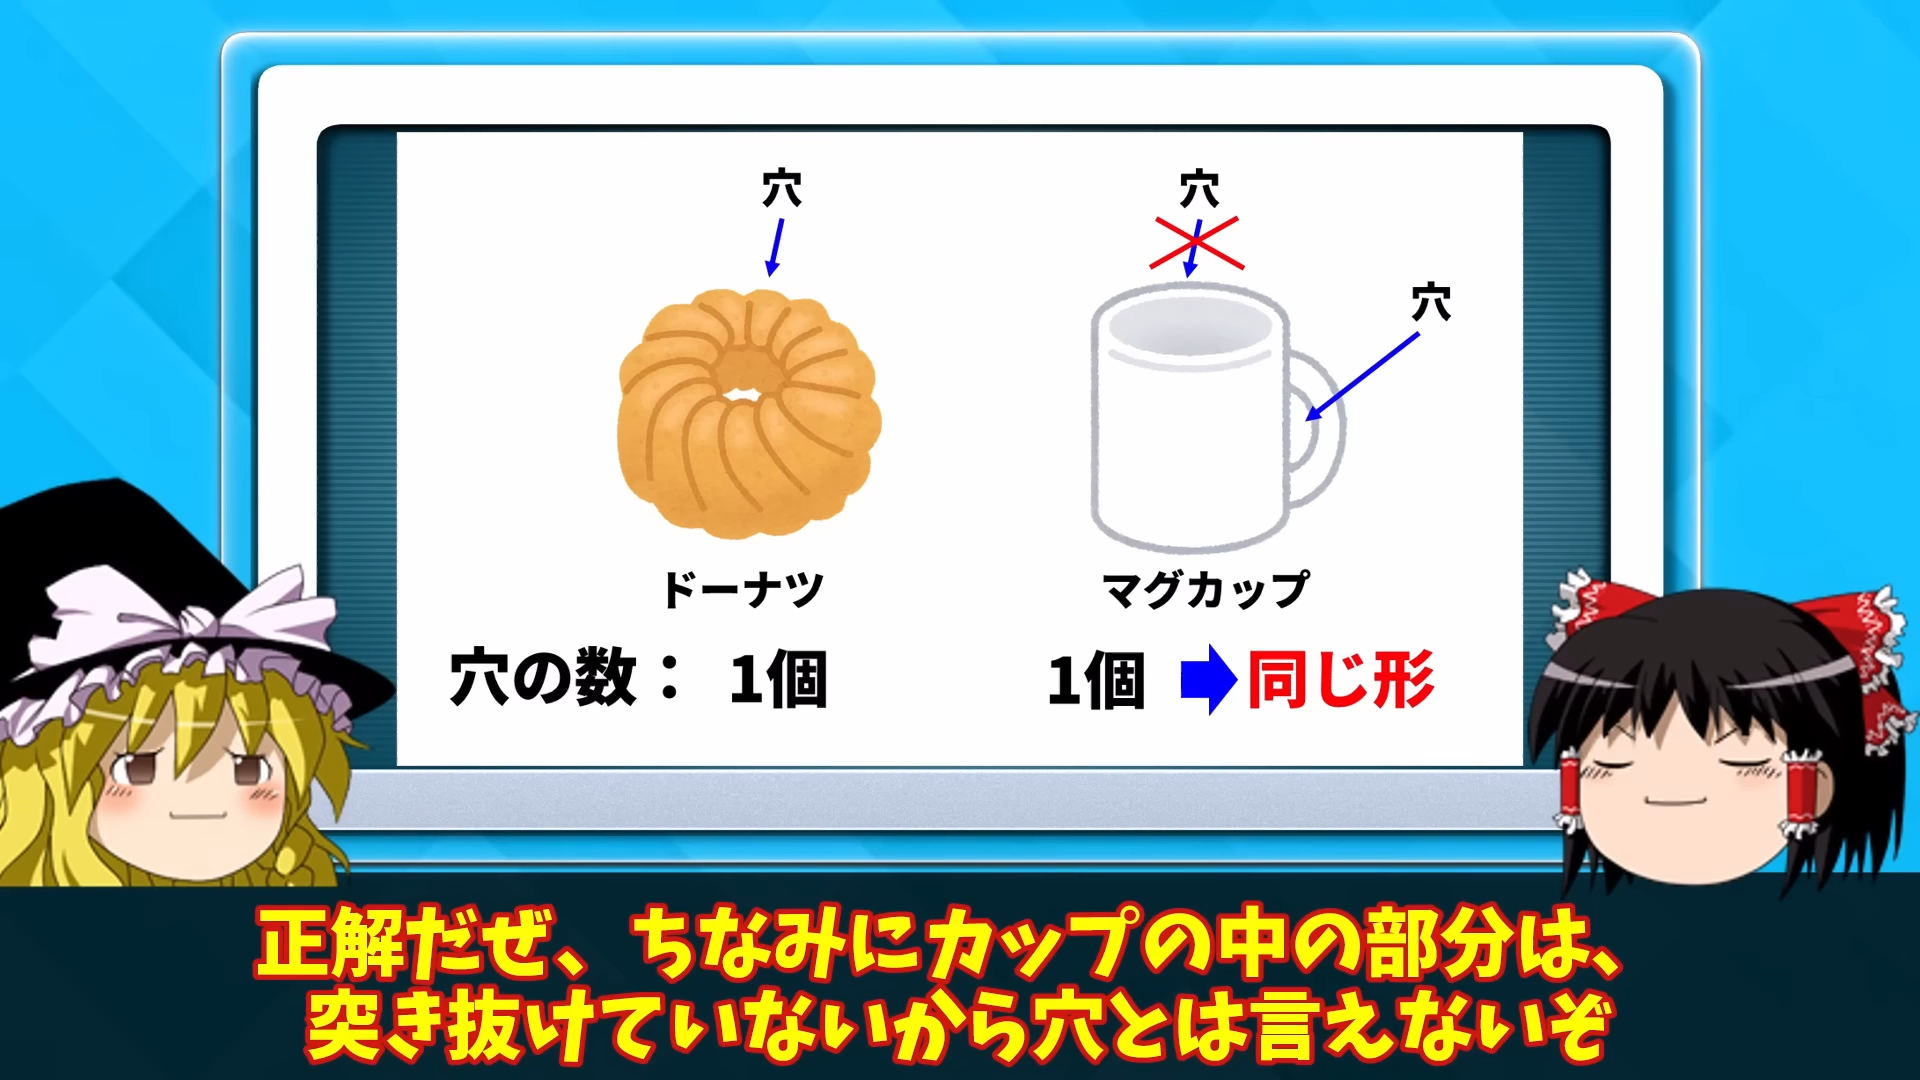 穴
穴
穴
ドーナツ
マグカップ
穴の数： 1個
1個 同じ形
正解だぜ、ちなみにカップの中の部分は、
突き抜けていないから穴とは言えないぞ